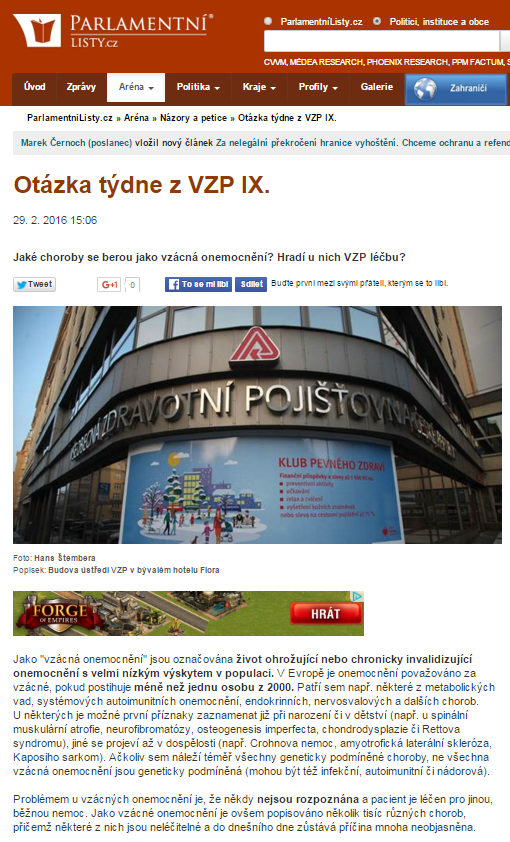 PARLAMENTNÍ
LISTY.cz
ParlamentníListy.cz Politici, instituce a obce
CVVM, MÉDEA RESEARCH, PHOENIX RESEARCH, PPM FACTUM, S
Úvod Zprávy Aréna Politika Kraje Profily Galerie Zahraničí
ParlamentniListy.cz » Aréna » Názory a petice » Otázka týdne z VZP IX.
Marek Černoch (poslanec) vložil nový článek Za nelegální překročení hranice vyhoštění. Chceme ochranu a refend
Otázka týdne z VZP IX.
29. 2. 2016 15:06
Jaké choroby se berou jako vzácná onemocnění? Hradí u nich VZP léčbu?
Tweet G+1 0 To se mi líbí Sdílet Buďte první mezi svými přáteli, kterým se to líbí.
VŠEOBECNÁ ZDRAVOTNÍ POJIŠŤOVNA
KLUB PEVNÉHO ZDRAVÍ
preventivní aktivity
očkování
Foto: Hans Štembera
Popisek: Budova ústředí VZP v bývalém hotelu Flora
FORGE
OF EMPIRES
HRÁT
Jako "vzácná onemocnění" jsou označována život ohrožující nebo chronicky invalidizující
onemocnění s velmi nízkým výskytem v populaci. V Evropě je onemocnění považováno za
vzácné, pokud postihuje méně než jednu osobu z 2000. Patří sem např. některé z metabolických
vad, systémových autoimunitních onemocnění, endokrinních, nervosvalových a dalších chorob.
U některých je možné první příznaky zaznamenat již při narození či v dětství (např. u spinální
muskulární atrofie, neurofibromatózy, osteogenesis imperfecta, chondrodysplazie či Rettova
syndromu), jiné se projeví až v dospělosti (např. Crohnova nemoc, amyotrofická laterální skleróza,
Kaposiho sarkom). Ačkoliv sem náleží téměř všechny geneticky podmíněné choroby, ne všechna
vzácná onemocnění jsou geneticky podmíněná (mohou být též infekční, autoimunitní či nádorová).
Problémem u vzácných onemocnění je, že někdy nejsou rozpoznána a pacient je léčen pro jinou,
běžnou nemoc. Jako vzácné onemocnění je ovšem popisováno několik tisíc různých chorob,
přičemž některé z nich jsou neléčitelné a do dnešního dne zůstává příčina mnoha neobjasněna.